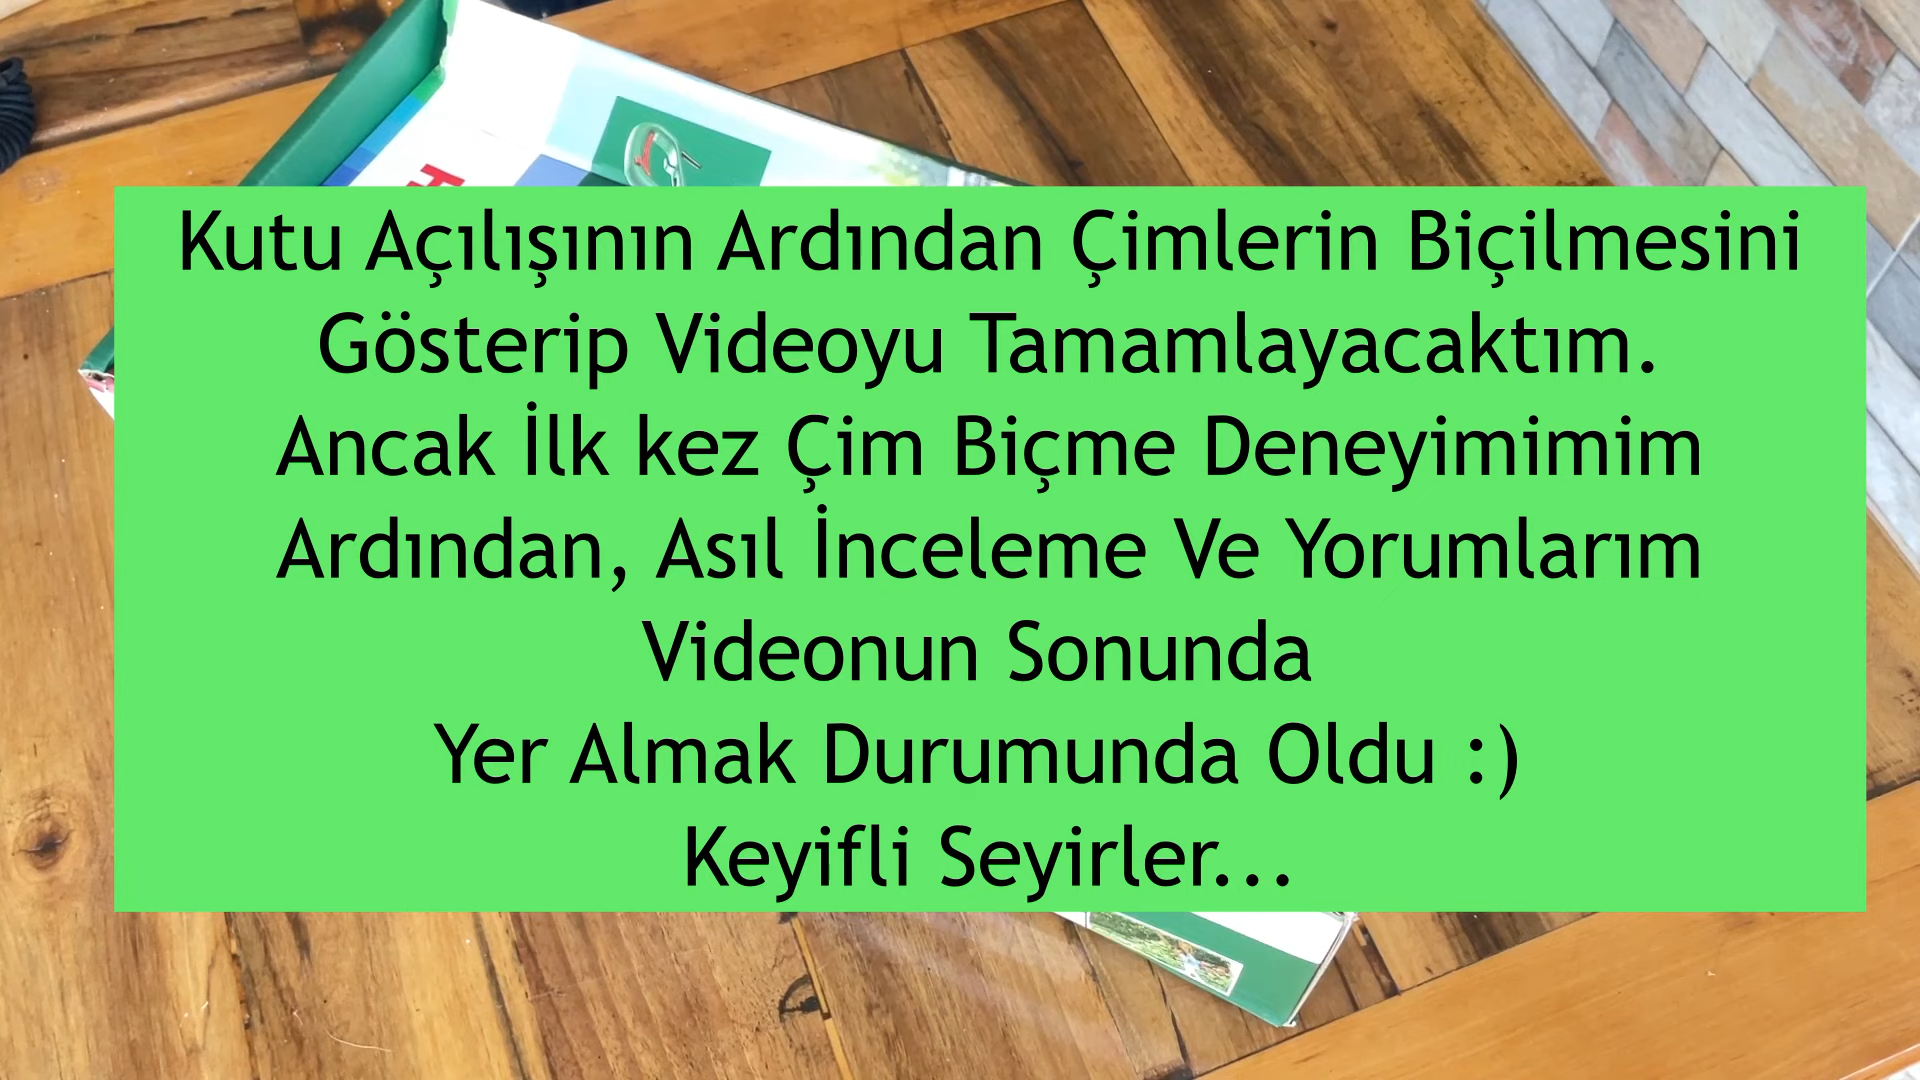 Kutu Açılışının Ardından Çimlerin Biçilmesini
Gösterip Videoyu Tamamlayacaktım.
Ancak İlk kez Çim Biçme Deneyimimim
Ardından, Asıl İnceleme Ve Yorumlarım
Videonun Sonunda
Yer Almak Durumunda Oldu :)
Keyifli Seyirler...